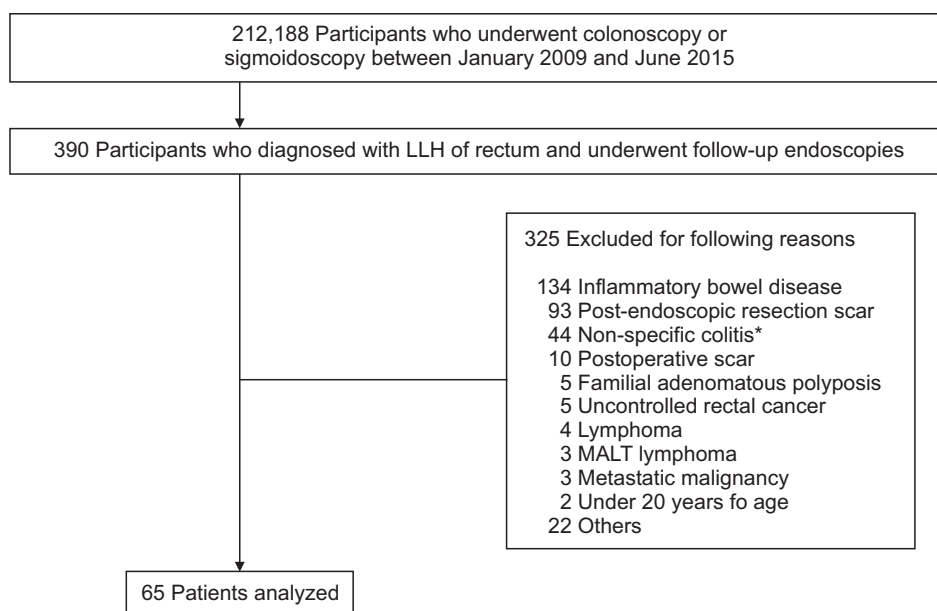 212,188 Participants who underwent colonoscopy or
sigmoidoscopy between January 2009 and June 2015
390 Participants who diagnosed with LLH of rectum and underwent follow-up endoscopies
325 Excluded for following reasons
134 Inflammatory bowel disease
93 Post-endoscopic resection scar
44 Non-specific colitis*
10 Postoperative scar
5 Familial adenomatous polyposis
5 Uncontrolled rectal cancer
4 Lymphoma
3 MALT lymphoma
3 Metastatic malignancy
2 Under 20 years fo age
22 Others
65 Patients analyzed